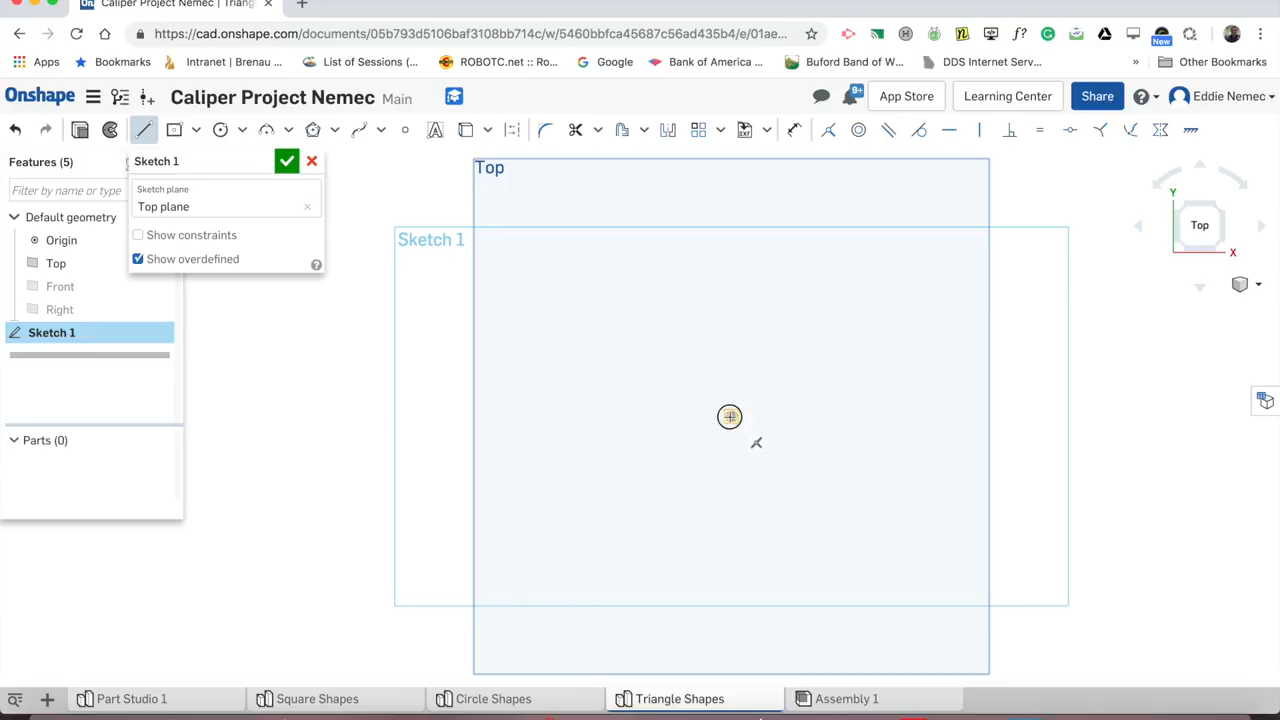 On Caliper Project Nemec | Triang
https://cad.onshape.com/documents/05b793d5106baf3108bb714c/w/5460bbfca45687c56ad435b4/e/01ae...
Apps Bookmarks Intranet | Brenau ... List of Sessions (... ROBOTC.net :: Ro... Google Bank of America ... Buford Band of W... DDS Internet Serv... » Other Bookmarks
New
Onshape Caliper Project Nemec Main 9+ App Store Learning Center Share Eddie Nemec
Features (5)
Sketch 1
Filter by name or type
Sketch plane
Top plane
Default geometry
Show constraints
Origin
Show overdefined
Top
Front
Right
Sketch 1
Parts (0)
Top
Sketch 1
Y
Top
X
Part Studio 1 Square Shapes Circle Shapes Triangle Shapes Assembly 1